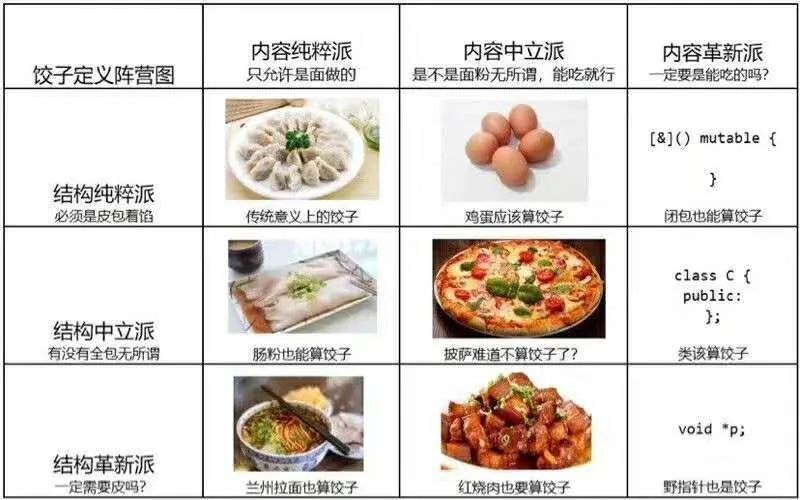 饺子定义阵营图
内容纯粹派
只允许是面做的
内容中立派
是不是面粉无所谓，能吃就行
内容革新派
一定要是能吃的吗?
结构纯粹派
必须是皮包着馅
传统意义上的饺子
鸡蛋应该算饺子
[&]() mutable {
}
闭包也能算饺子
结构中立派
有没有全包无所谓
肠粉也能算饺子
披萨难道不算饺子了?
class C {
public:
};
类该算饺子
结构革新派
一定需要皮吗?
兰州拉面也算饺子
红烧肉也要算饺子
void *p;
野指针也是饺子